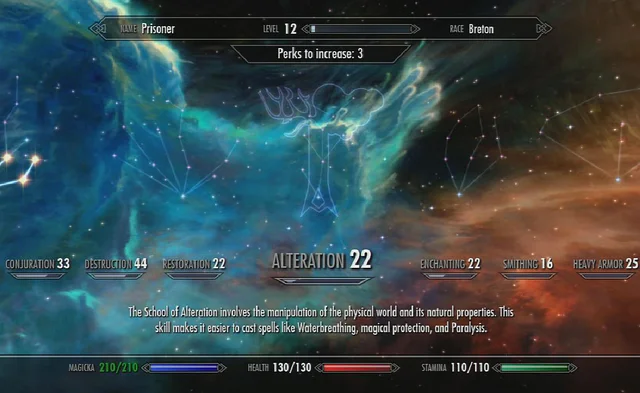 NAME Prisoner LEVEL 12 RACE Breton
Perks to increase: 3
CONJURATION 33 DESTRUCTION 44 RESTORATION 22 ALTERATION 22 ENCHANTING 22 SMITHING 16 HEAVY ARMOR 25
The School of Alteration involves the manipulation of the physical world and its natural properties. This
skill makes it easier to cast spells like Waterbreathing, magical protection, and Paralysis.
MAGICKA 210/210 HEALTH 130/130 STAMINA 110/110